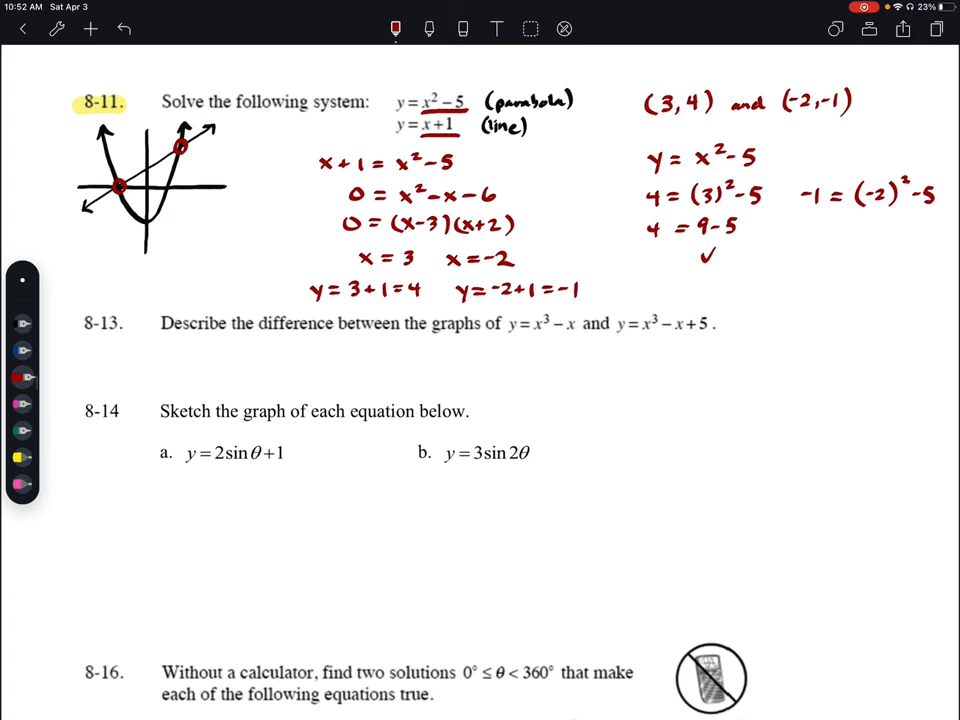 10:52 AM Sat Apr 3
23%
8-11. Solve the following system: y = x² − 5 (parabola)
y = x + 1 (line)
x + 1 = x² − 5
0 = x² − x − 6
0 = (x−3)(x+2)
x = 3 x = −2
y = 3 + 1 = 4 y = −2 + 1 = −1
(3,4) and (−2,−1)
y = x² − 5
4 = (3)² − 5 −1 = (−2)² − 5
4 = 9 − 5
✓
8-13. Describe the difference between the graphs of y = x³ − x and y = x³ − x + 5 .
8-14 Sketch the graph of each equation below.
a. y = 2 sin θ + 1 b. y = 3 sin 2θ
8-16. Without a calculator, find two solutions 0° ≤ θ < 360° that make
each of the following equations true.